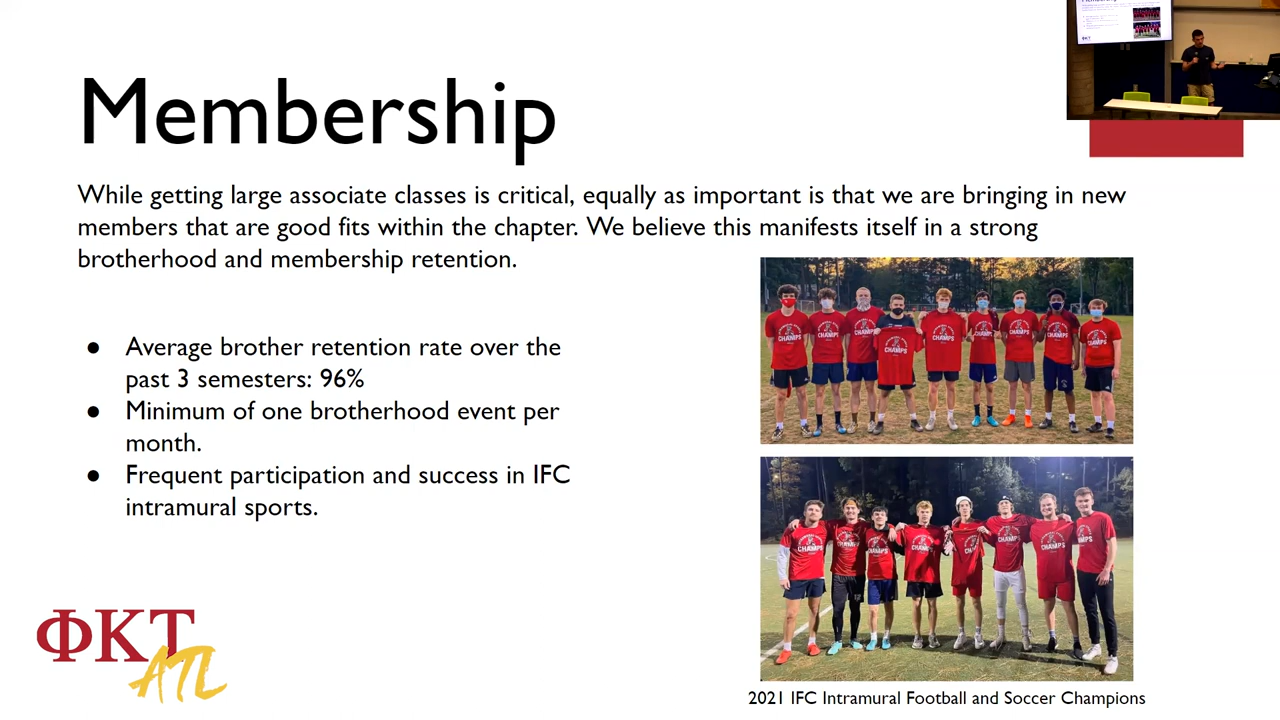 Membership
While getting large associate classes is critical, equally as important is that we are bringing in new
members that are good fits within the chapter. We believe this manifests itself in a strong
brotherhood and membership retention.
● Average brother retention rate over the
past 3 semesters: 96%
● Minimum of one brotherhood event per
month.
● Frequent participation and success in IFC
intramural sports.
CHAMPS
CHAMPS
ΦΚΤ
ATL
2021 IFC Intramural Football and Soccer Champions